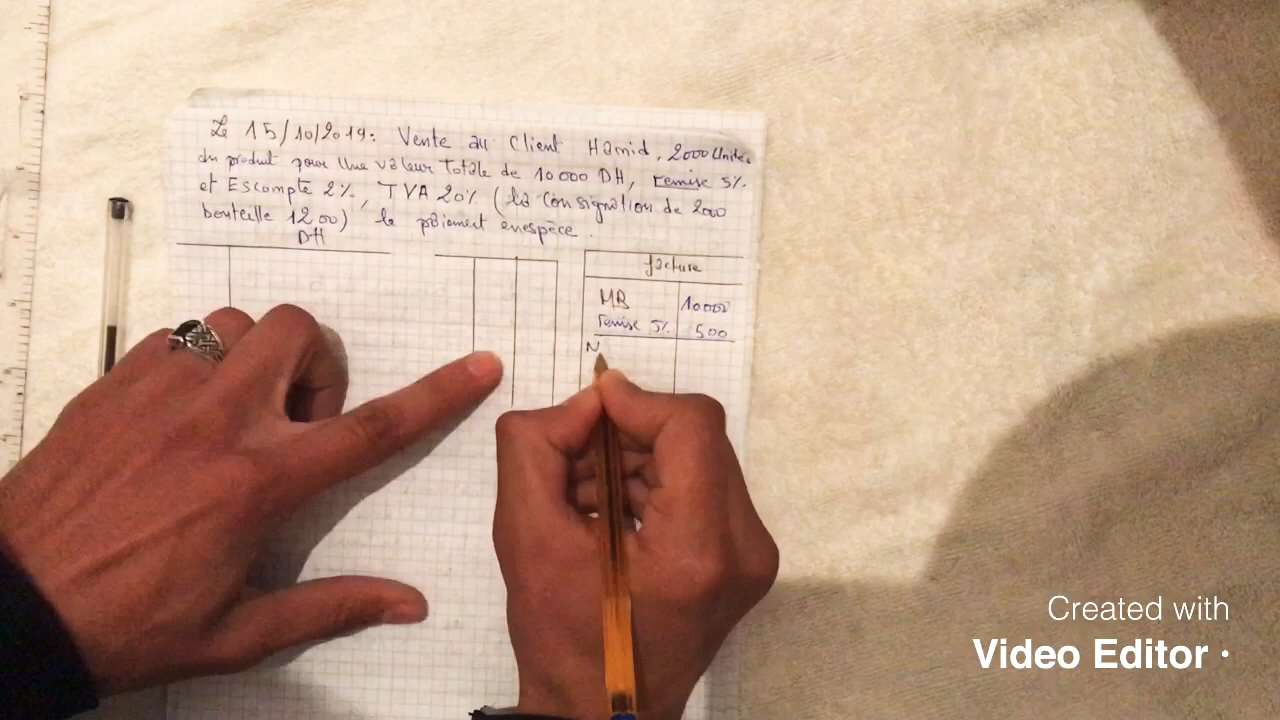 Le 15/10/2019: Vente au Client Hamid, 2000 Unités
du produit pour Une valeur Totale de 10 000 DH, remise 5%
et Escompte 2%, TVA 20% (la Consignation de 2000
bouteille 1200) le paiement en espèce.
DH
facture
MB 10000
remise 5% 500
N
Created with
Video Editor